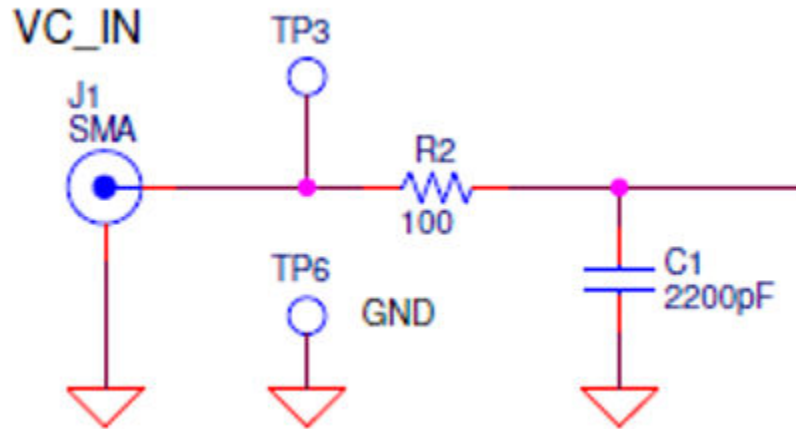 VC_IN
TP3
J1
SMA
R2
100
TP6
GND
C1
2200pF